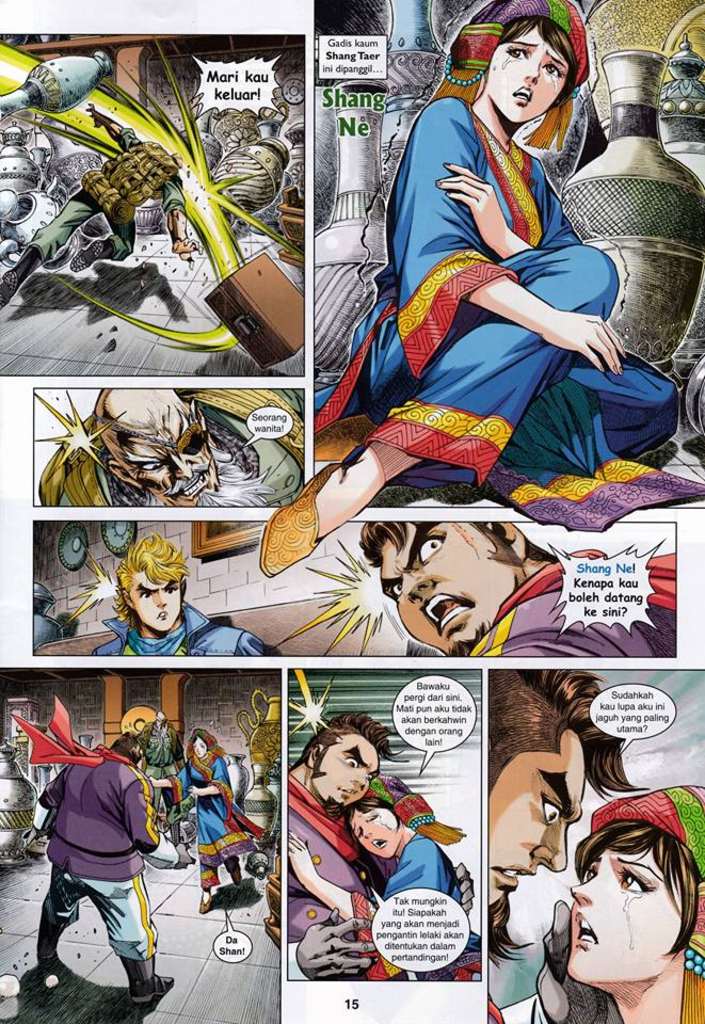 Mari kau
keluar!
Gadis kaum
Shang Taer
ini dipanggil...
Shang
Ne
Seorang
wanita!
Shang Ne!
Kenapa kau
boleh datang
ke sini?
Da
Shan!
Bawaku
pergi dari sini.
Mati pun aku tidak
akan berkahwin
dengan orang
lain!
Tak mungkin
itu! Siapakah
yang akan menjadi
pengantin lelaki akan
ditentukan dalam
pertandingan!
Sudahkah
kau lupa aku ini
jaguh yang paling
utama?
15